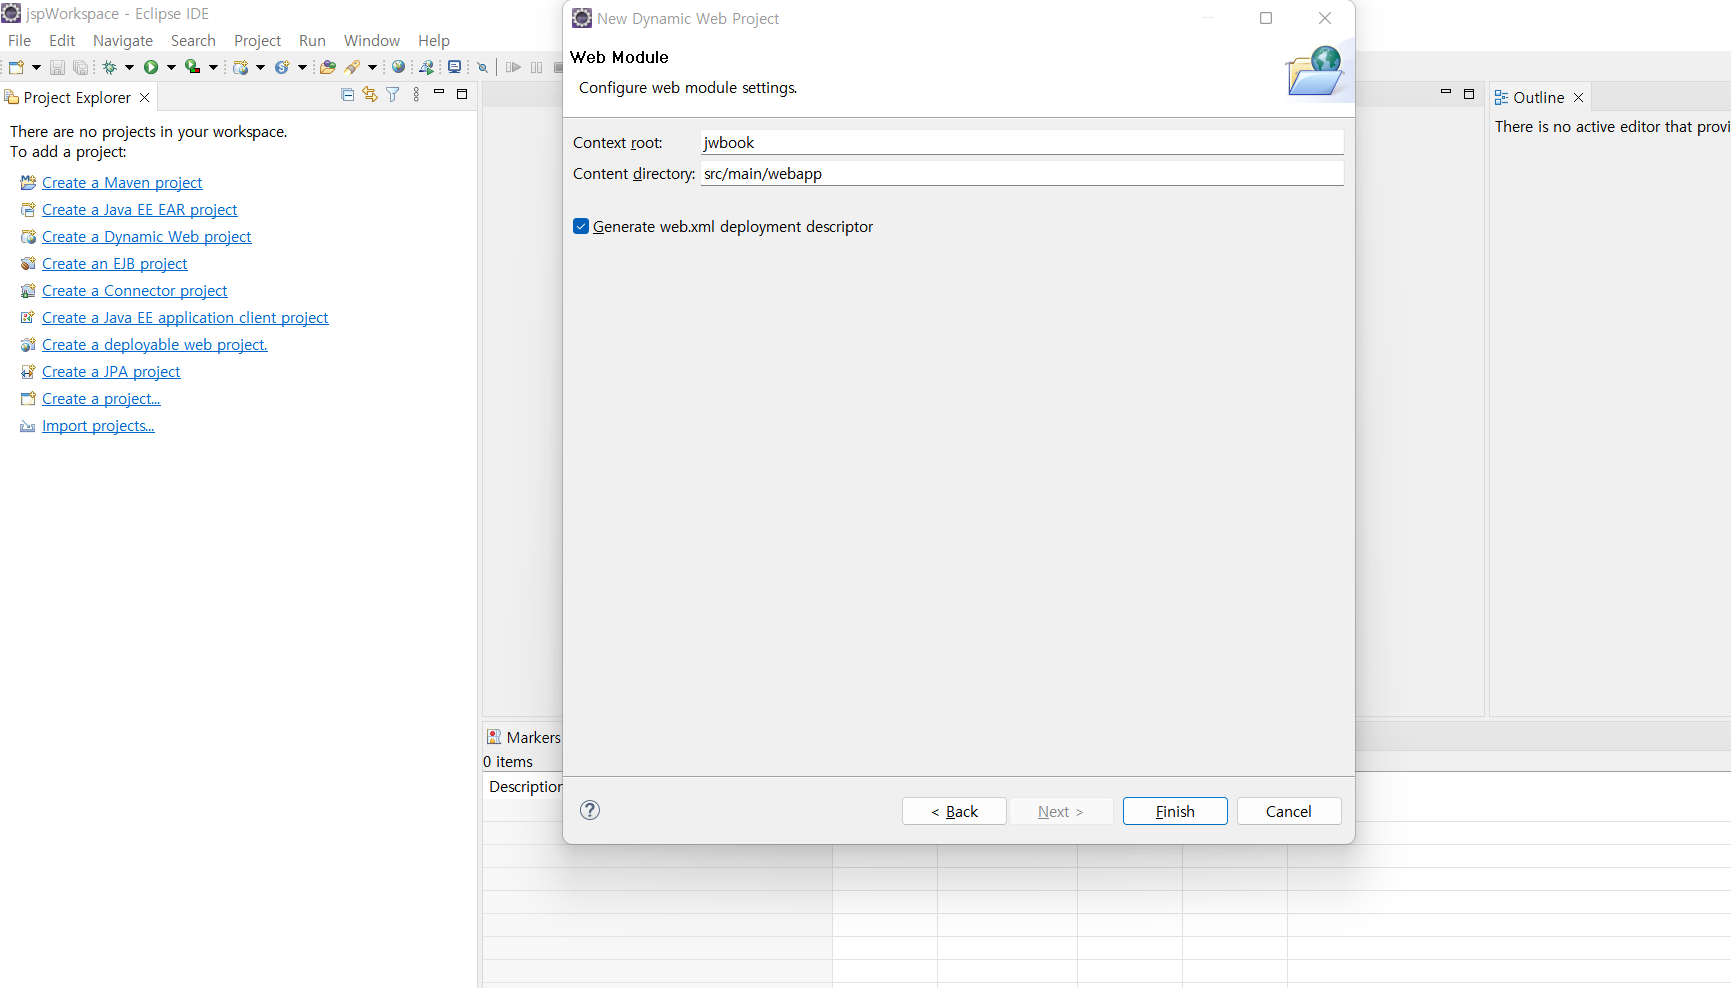 jspWorkspace - Eclipse IDE
File Edit Navigate Search Project Run Window Help
Project Explorer
There are no projects in your workspace.
To add a project:
Create a Maven project
Create a Java EE EAR project
Create a Dynamic Web project
Create an EJB project
Create a Connector project
Create a Java EE application client project
Create a deployable web project.
Create a JPA project
Create a project...
Import projects...
New Dynamic Web Project
Web Module
Configure web module settings.
Context root: jwbook
Content directory: src/main/webapp
Generate web.xml deployment descriptor
< Back Next > Finish Cancel
Outline
There is no active editor that provi
Markers
0 items
Description